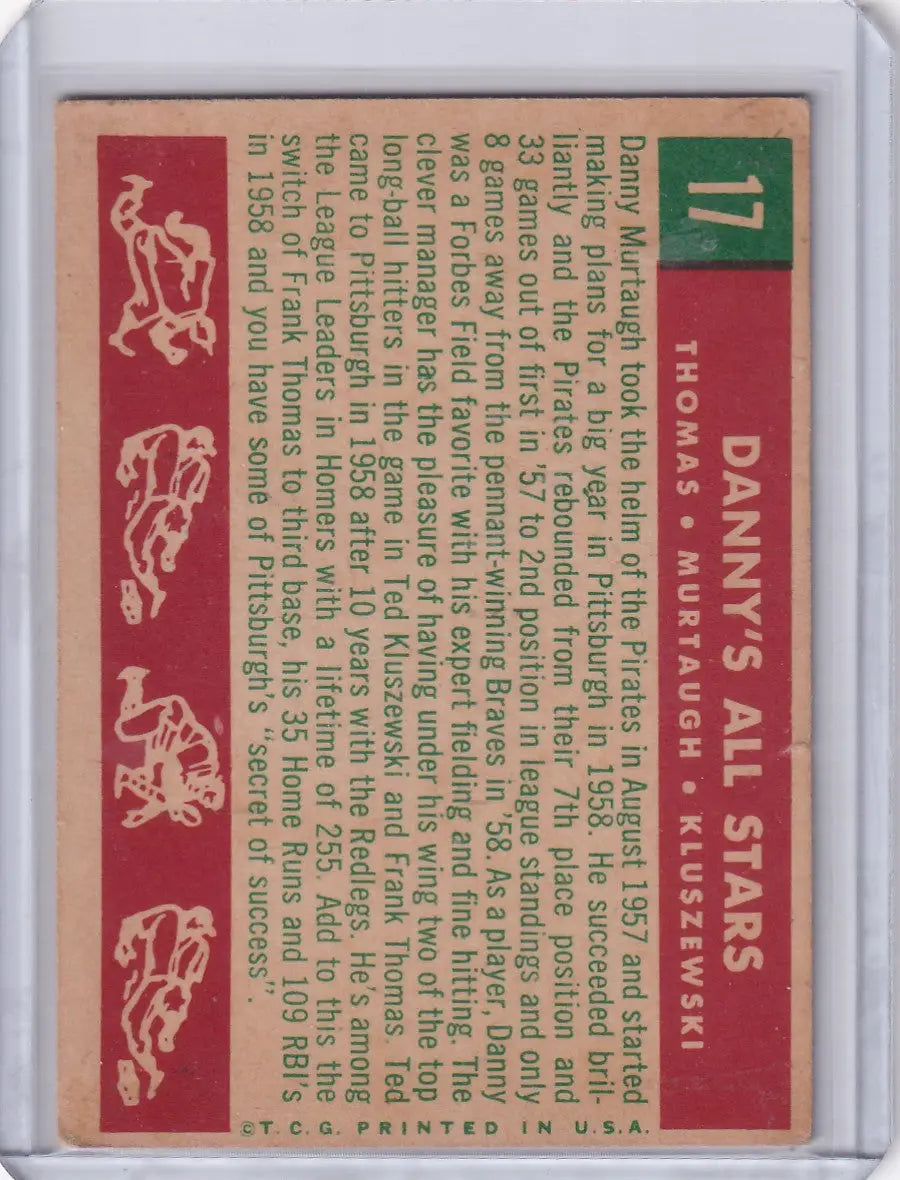 17
DANNY'S ALL STARS
THOMAS • MURTAUGH • KLUSZEWSKI
Danny Murtaugh took the helm of the Pirates in August 1957 and started
making plans for a big year in Pittsburgh in 1958. He succeeded bril-
liantly and the Pirates rebounded from their 7th place position and
33 games out of first in '57 to 2nd position in league standings and only
8 games away from the pennant-winning Braves in '58. As a player, Danny
was a Forbes Field favorite with his expert fielding and fine hitting. The
clever manager has the pleasure of having under his wing two of the top
long-ball hitters in the game in Ted Kluszewski and Frank Thomas. Ted
came to Pittsburgh in 1958 after 10 years with the Redlegs. He's among
the League Leaders in Homers with a lifetime of 255. Add to this the
switch of Frank Thomas to third base, his 35 Home Runs and 109 RBI's
in 1958 and you have some of Pittsburgh's "secret of success".
©T.C.G. PRINTED IN U.S.A.